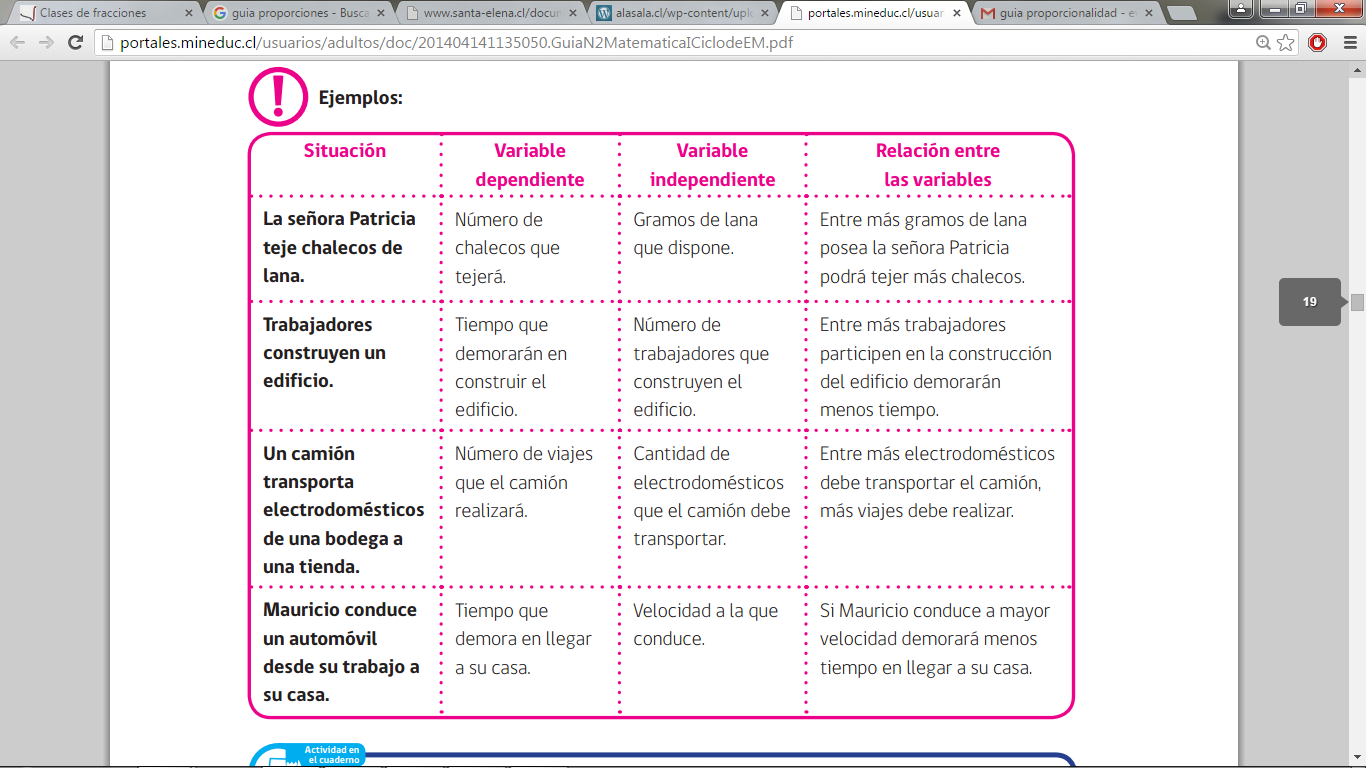 Clases de fracciones
guia proporciones - Busca
www.santa-elena.cl/docun
alasala.cl/wp-content/uplo
portales.mineduc.cl/usuar
guia proporcionalidad - e
portales.mineduc.cl/usuarios/adultos/doc/201404141135050.GuiaN2MatematicaICiclodeEM.pdf
Ejemplos:
Situación
Variable
dependiente
Variable
independiente
Relación entre
las variables
La señora Patricia
teje chalecos de
lana.
Número de
chalecos que
tejerá.
Gramos de lana
que dispone.
Entre más gramos de lana
posea la señora Patricia
podrá tejer más chalecos.
Trabajadores
construyen un
edificio.
Tiempo que
demorarán en
construir el
edificio.
Número de
trabajadores que
construyen el
edificio.
Entre más trabajadores
participen en la construcción
del edificio demorarán
menos tiempo.
Un camión
transporta
electrodomésticos
de una bodega a
una tienda.
Número de viajes
que el camión
realizará.
Cantidad de
electrodomésticos
que el camión debe
transportar.
Entre más electrodomésticos
debe transportar el camión,
más viajes debe realizar.
Mauricio conduce
un automóvil
desde su trabajo a
su casa.
Tiempo que
demora en llegar
a su casa.
Velocidad a la que
conduce.
Si Mauricio conduce a mayor
velocidad demorará menos
tiempo en llegar a su casa.
19
Actividad en
el cuaderno